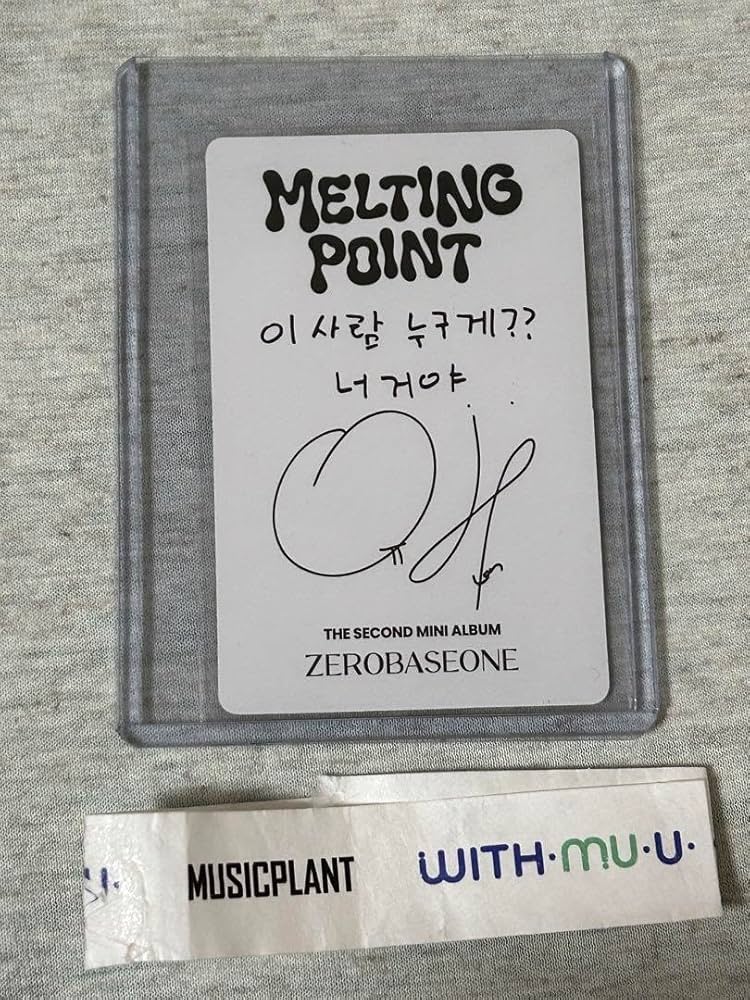 MELTING
POINT
이 사람 누구게??
너 거야
THE SECOND MINI ALBUM
ZEROBASEONE
MUSICPLANT
WITH·MU·U·